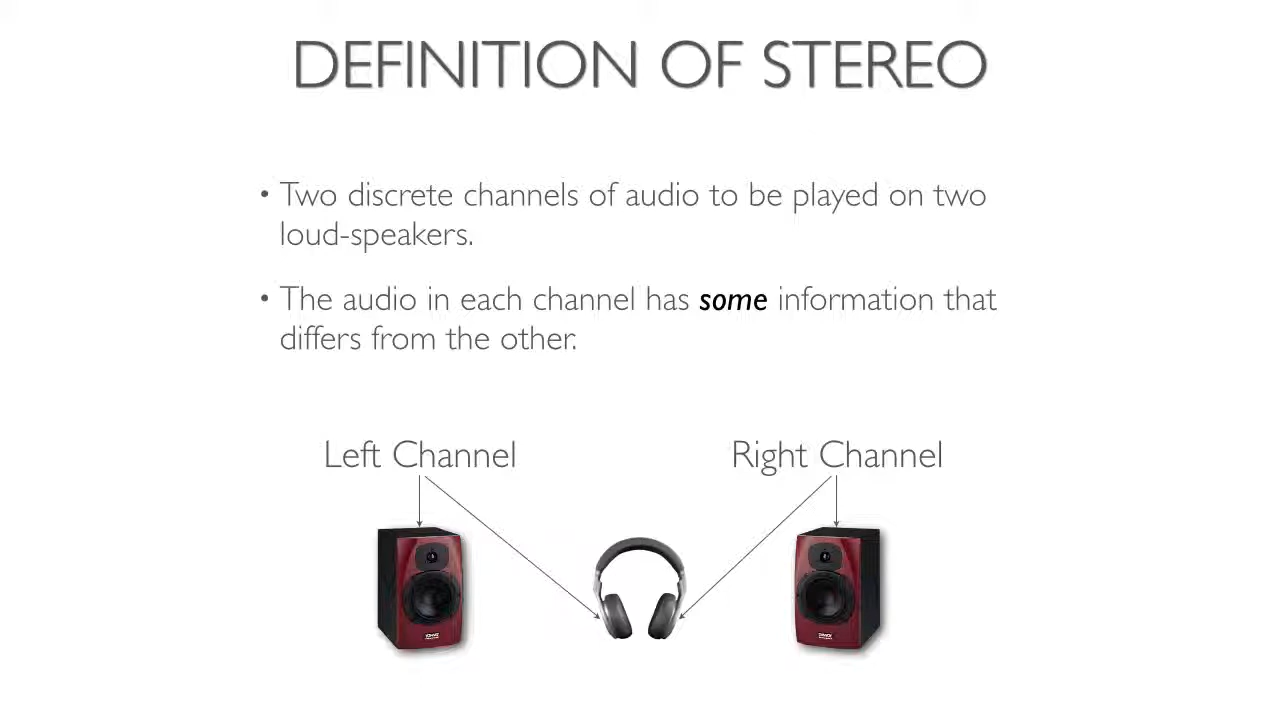 DEFINITION OF STEREO
• Two discrete channels of audio to be played on two
loud-speakers.
• The audio in each channel has some information that
differs from the other.
Left Channel
Right Channel